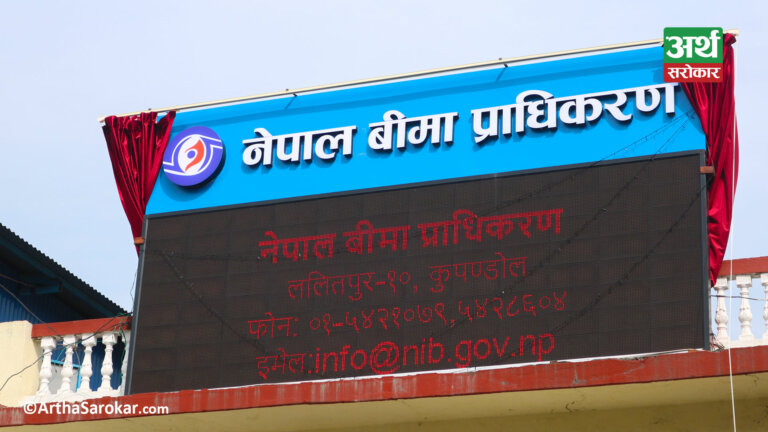 अर्थ
सरोकार
नेपाल बीमा प्राधिकरण
नेपाल बीमा प्राधिकरण
ललितपुर-१०, कुपण्डोल
फोन: ०१-५४२१०७९,५४२८६०४
इमेल:info@nib.gov.np
©ArthaSarokar.com